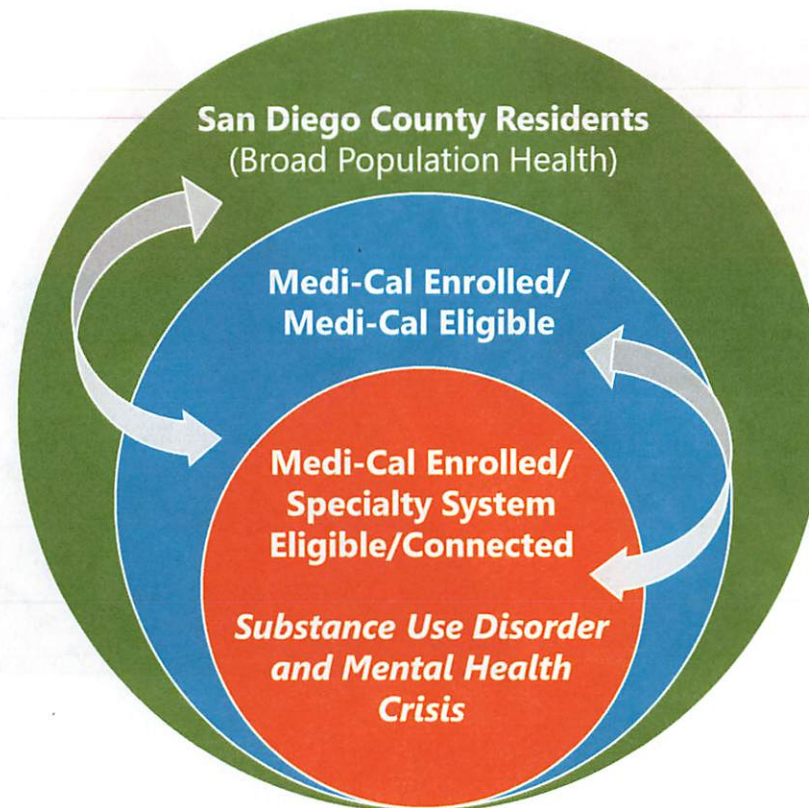 San Diego County Residents
(Broad Population Health)
Medi-Cal Enrolled/
Medi-Cal Eligible
Medi-Cal Enrolled/
Specialty System
Eligible/Connected
Substance Use Disorder
and Mental Health
Crisis